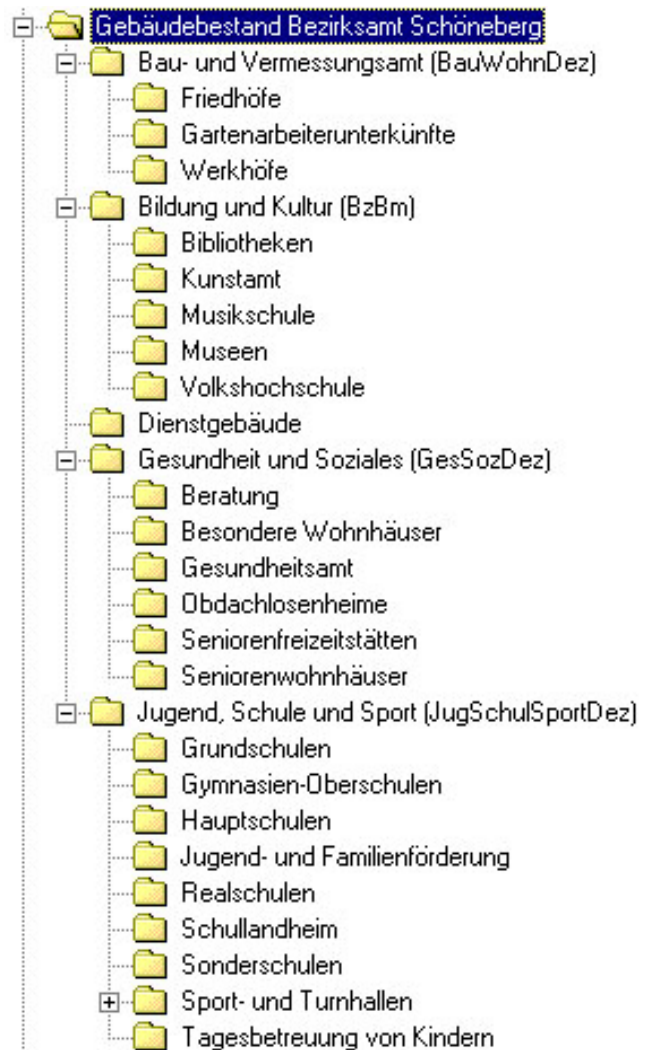 Gebäudebestand Bezirksamt Schöneberg
Bau- und Vermessungsamt (BauWohnDez)
Friedhöfe
Gartenarbeiterunterkünfte
Werkhöfe
Bildung und Kultur (BzBm)
Bibliotheken
Kunstamt
Musikschule
Museen
Volkshochschule
Dienstgebäude
Gesundheit und Soziales (GesSozDez)
Beratung
Besondere Wohnhäuser
Gesundheitsamt
Obdachlosenheime
Seniorenfreizeitstätten
Seniorenwohnhäuser
Jugend, Schule und Sport (JugSchulSportDez)
Grundschulen
Gymnasien-Oberschulen
Hauptschulen
Jugend- und Familienförderung
Realschulen
Schullandheim
Sonderschulen
Sport- und Turnhallen
Tagesbetreuung von Kindern